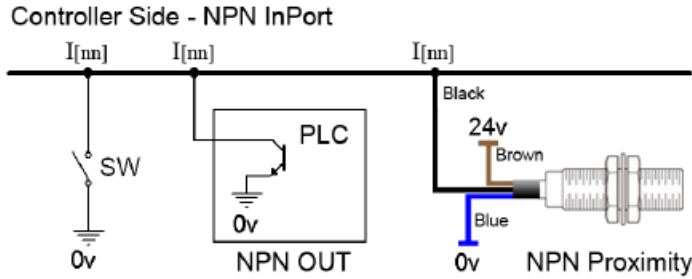 Controller Side - NPN InPort
I[nn] I[nn] I[nn]
Black
PLC
24v
SW
Brown
0v
Blue
0v NPN OUT 0v NPN Proximity